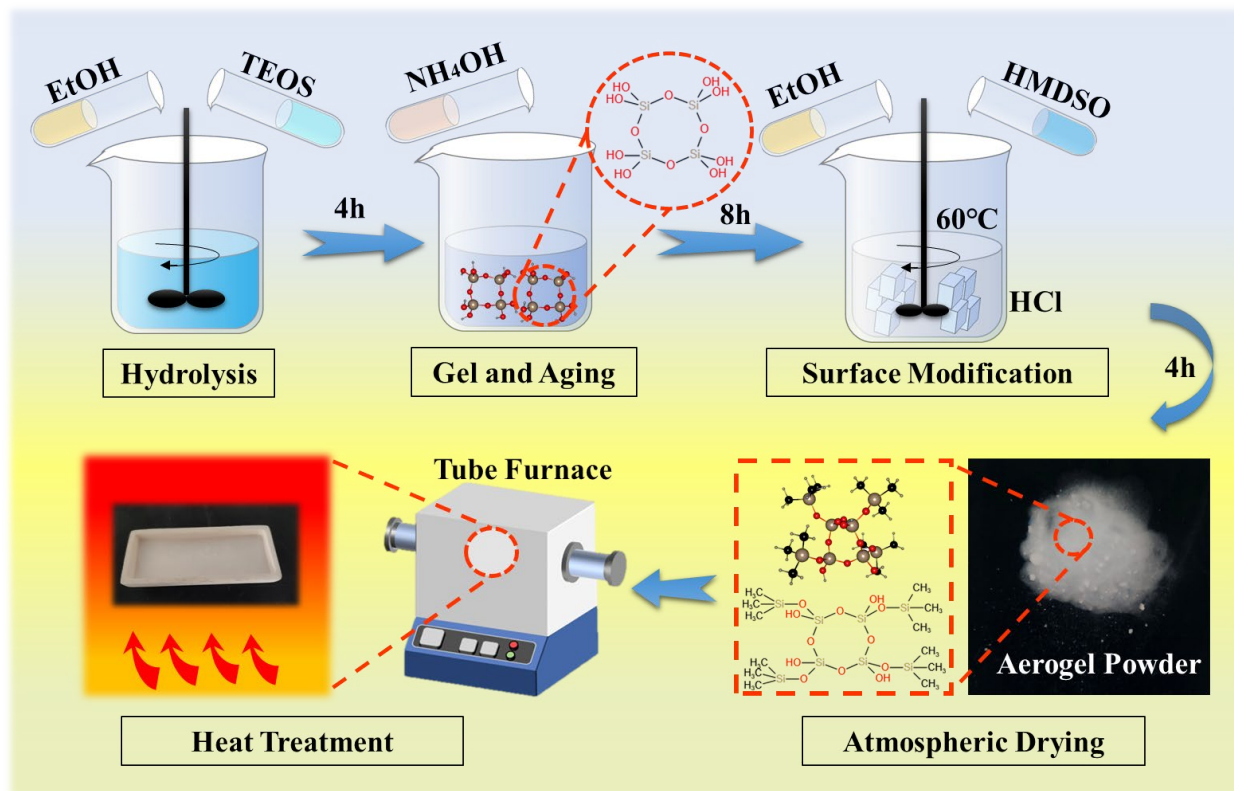 EtOH
TEOS
4h
Hydrolysis
NH₄OH
HO OH
HO OH
O
Si Si
O O
Si Si
HO O OH
HO OH
8h
Gel and Aging
EtOH
HMDSO
60°C
HCl
Surface Modification
4h
Tube Furnace
Heat Treatment
H₃C
H₃C Si O
H₃C HO Si
O
OH
Si O Si
CH₃
CH₃
CH₃
O O
H₃C HO Si O Si
H₃C Si O
H₃C
OH
O Si
CH₃
CH₃
CH₃
Aerogel Powder
Atmospheric Drying